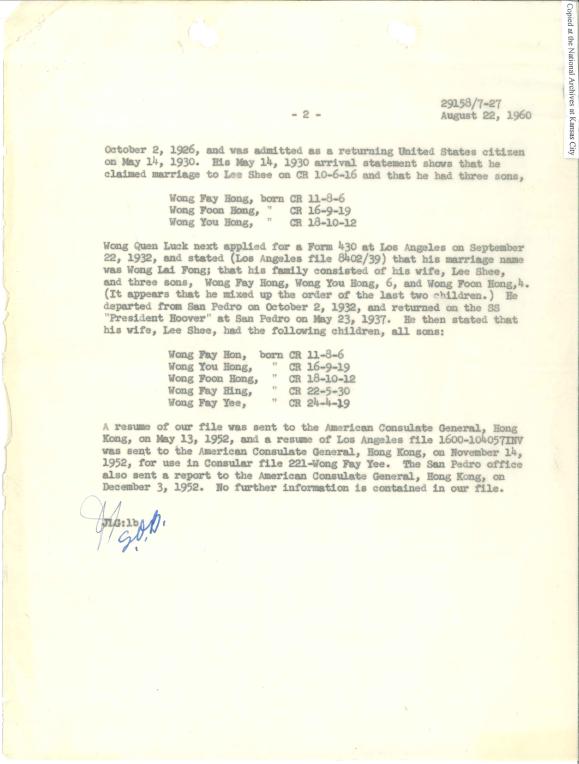 Copied at the National Archives at Kansas City
29158/7-27
- 2 -
August 22, 1960
October 2, 1926, and was admitted as a returning United States citizen
on May 14, 1930. His May 14, 1930 arrival statement shows that he
claimed marriage to Lee Shee on CR 10-6-16 and that he had three sons,
Wong Fay Hong, born CR 11-8-6
Wong Foon Hong, " CR 16-9-19
Wong You Hong, " CR 18-10-12
Wong Quen Luck next applied for a Form 430 at Los Angeles on September
22, 1932, and stated (Los Angeles file 8402/39) that his marriage name
was Wong Lai Fong; that his family consisted of his wife, Lee Shee,
and three sons, Wong Fay Hong, Wong You Hong, 6, and Wong Foon Hong,4.
(It appears that he mixed up the order of the last two children.) He
departed from San Pedro on October 2, 1932, and returned on the SS
"President Hoover" at San Pedro on May 23, 1937. He then stated that
his wife, Lee Shee, had the following children, all sons:
Wong Fay Hon, born CR 11-8-6
Wong You Hong, " CR 16-9-19
Wong Foon Hong, " CR 18-10-12
Wong Fay Hing, " CR 22-5-30
Wong Fay Yee, " CR 24-4-19
A resume of our file was sent to the American Consulate General, Hong
Kong, on May 13, 1952, and a resume of Los Angeles file 1600-104057INV
was sent to the American Consulate General, Hong Kong, on November 14,
1952, for use in Consular file 221-Wong Fay Yee. The San Pedro office
also sent a report to the American Consulate General, Hong Kong, on
December 3, 1952. No further information is contained in our file.
JLG:lb